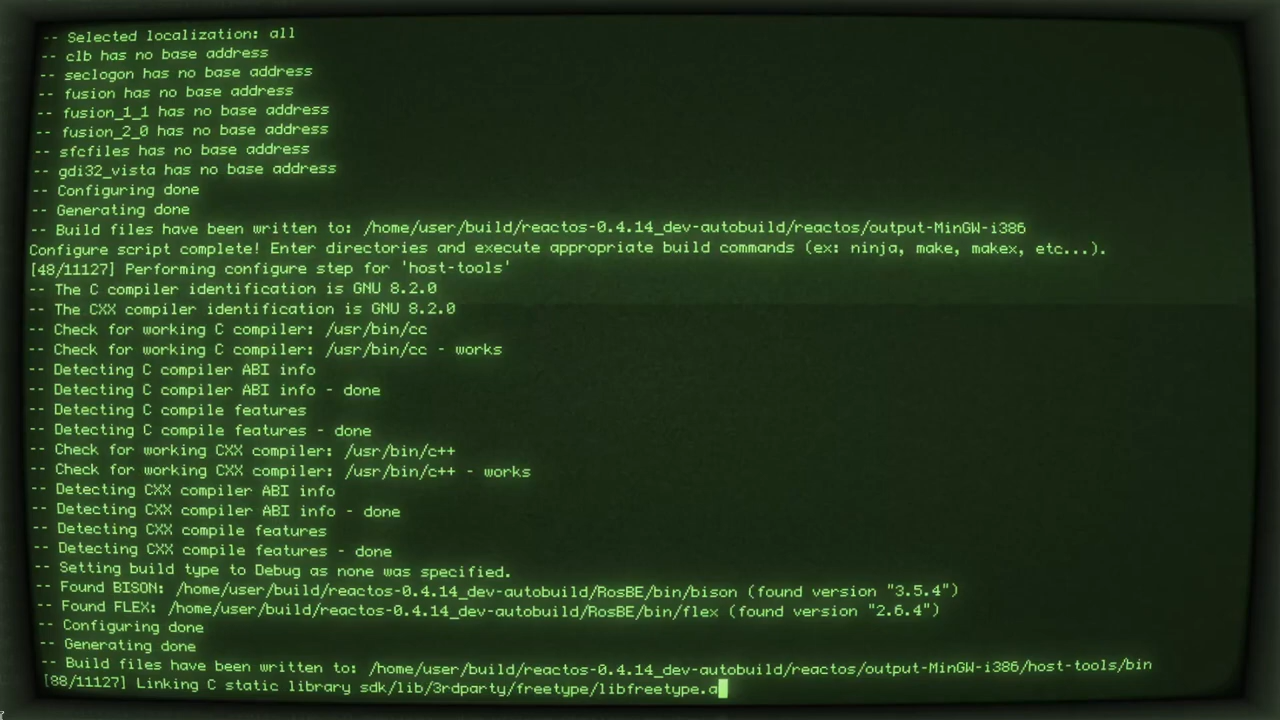 -- Selected localization: all
-- clb has no base address
-- seclogon has no base address
-- fusion has no base address
-- fusion_1_1 has no base address
-- fusion_2_0 has no base address
-- sfcfiles has no base address
-- gdi32_vista has no base address
-- Configuring done
-- Generating done
-- Build files have been written to: /home/user/build/reactos-0.4.14_dev-autobuild/reactos/output-MinGW-i386
Configure script complete! Enter directories and execute appropriate build commands (ex: ninja, make, makex, etc...).
[48/11127] Performing configure step for 'host-tools'
-- The C compiler identification is GNU 8.2.0
-- The CXX compiler identification is GNU 8.2.0
-- Check for working C compiler: /usr/bin/cc
-- Check for working C compiler: /usr/bin/cc - works
-- Detecting C compiler ABI info
-- Detecting C compiler ABI info - done
-- Detecting C compile features
-- Detecting C compile features - done
-- Check for working CXX compiler: /usr/bin/c++
-- Check for working CXX compiler: /usr/bin/c++ - works
-- Detecting CXX compiler ABI info
-- Detecting CXX compiler ABI info - done
-- Detecting CXX compile features
-- Detecting CXX compile features - done
-- Setting build type to Debug as none was specified.
-- Found BISON: /home/user/build/reactos-0.4.14_dev-autobuild/RosBE/bin/bison (found version "3.5.4")
-- Found FLEX: /home/user/build/reactos-0.4.14_dev-autobuild/RosBE/bin/flex (found version "2.6.4")
-- Configuring done
-- Generating done
-- Build files have been written to: /home/user/build/reactos-0.4.14_dev-autobuild/reactos/output-MinGW-i386/host-tools/bin
[88/11127] Linking C static library sdk/lib/3rdparty/freetype/libfreetype.a